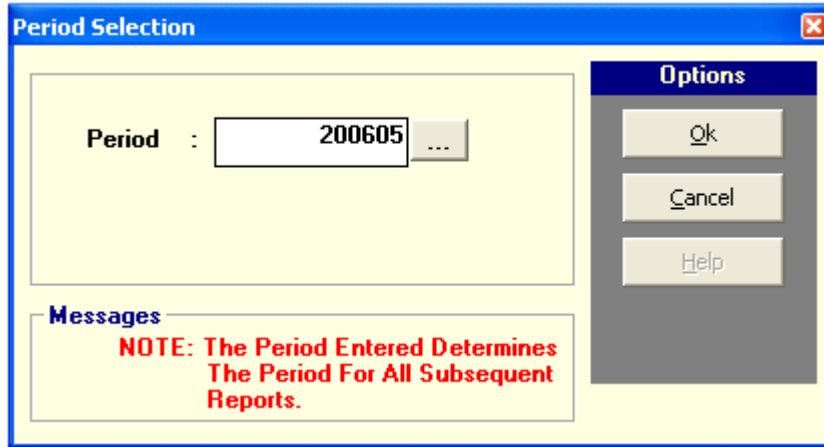 Period Selection
Options
Period : 200605 ...
Ok
Cancel
Help
Messages
NOTE: The Period Entered Determines
The Period For All Subsequent
Reports.